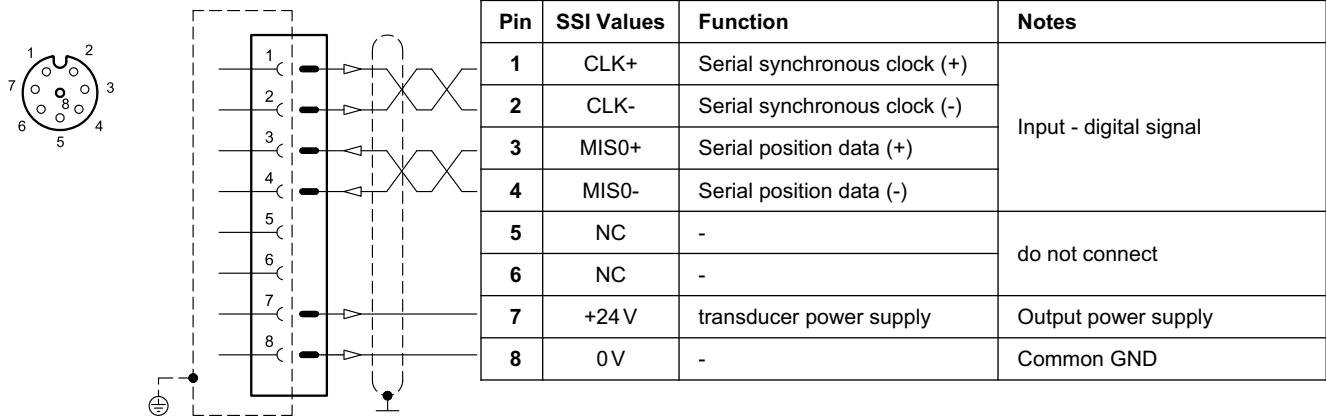 1 2
7 8 3
6 4
5
1
2
3
4
5
6
7
8
Pin SSI Values Function Notes
1 CLK+ Serial synchronous clock (+)
2 CLK- Serial synchronous clock (-)
Input - digital signal
3 MIS0+ Serial position data (+)
4 MIS0- Serial position data (-)
5 NC -
do not connect
6 NC -
7 +24 V transducer power supply Output power supply
8 0 V - Common GND